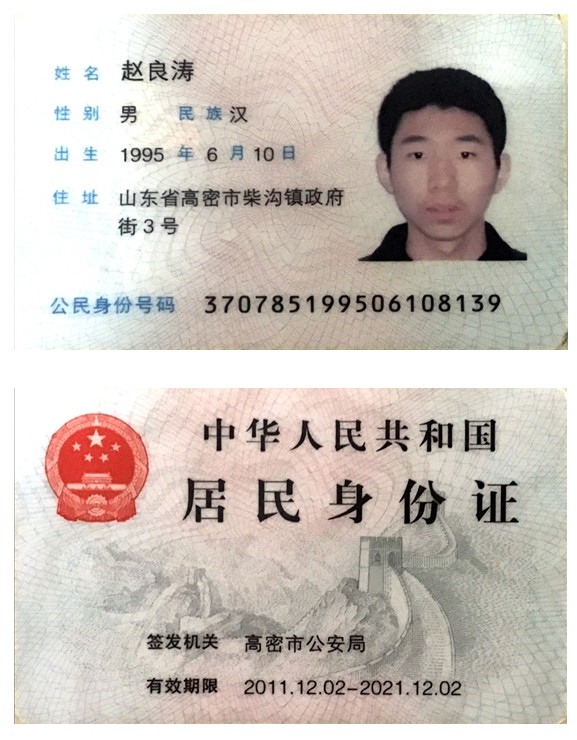 姓名 赵良涛
性别 男 民族 汉
出生 1995 年 6 月 10 日
住址 山东省高密市柴沟镇政府
街3号
公民身份号码 370785199506108139
中华人民共和国
居民身份证
签发机关 高密市公安局
有效期限 2011.12.02-2021.12.02